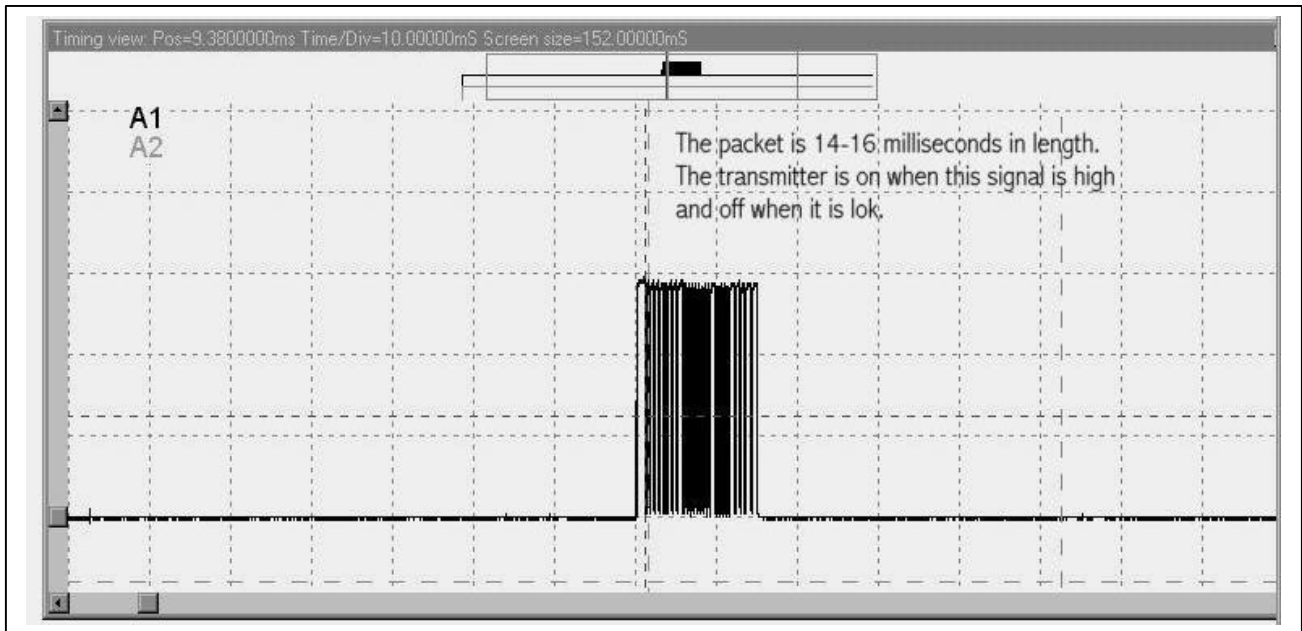 Timing view: Pos=9.3800000ms Time/Div=10.00000mS Screen size=152.00000mS
A1
A2
The packet is 14-16 milliseconds in length.
The transmitter is on when this signal is high
and off when it is lok.